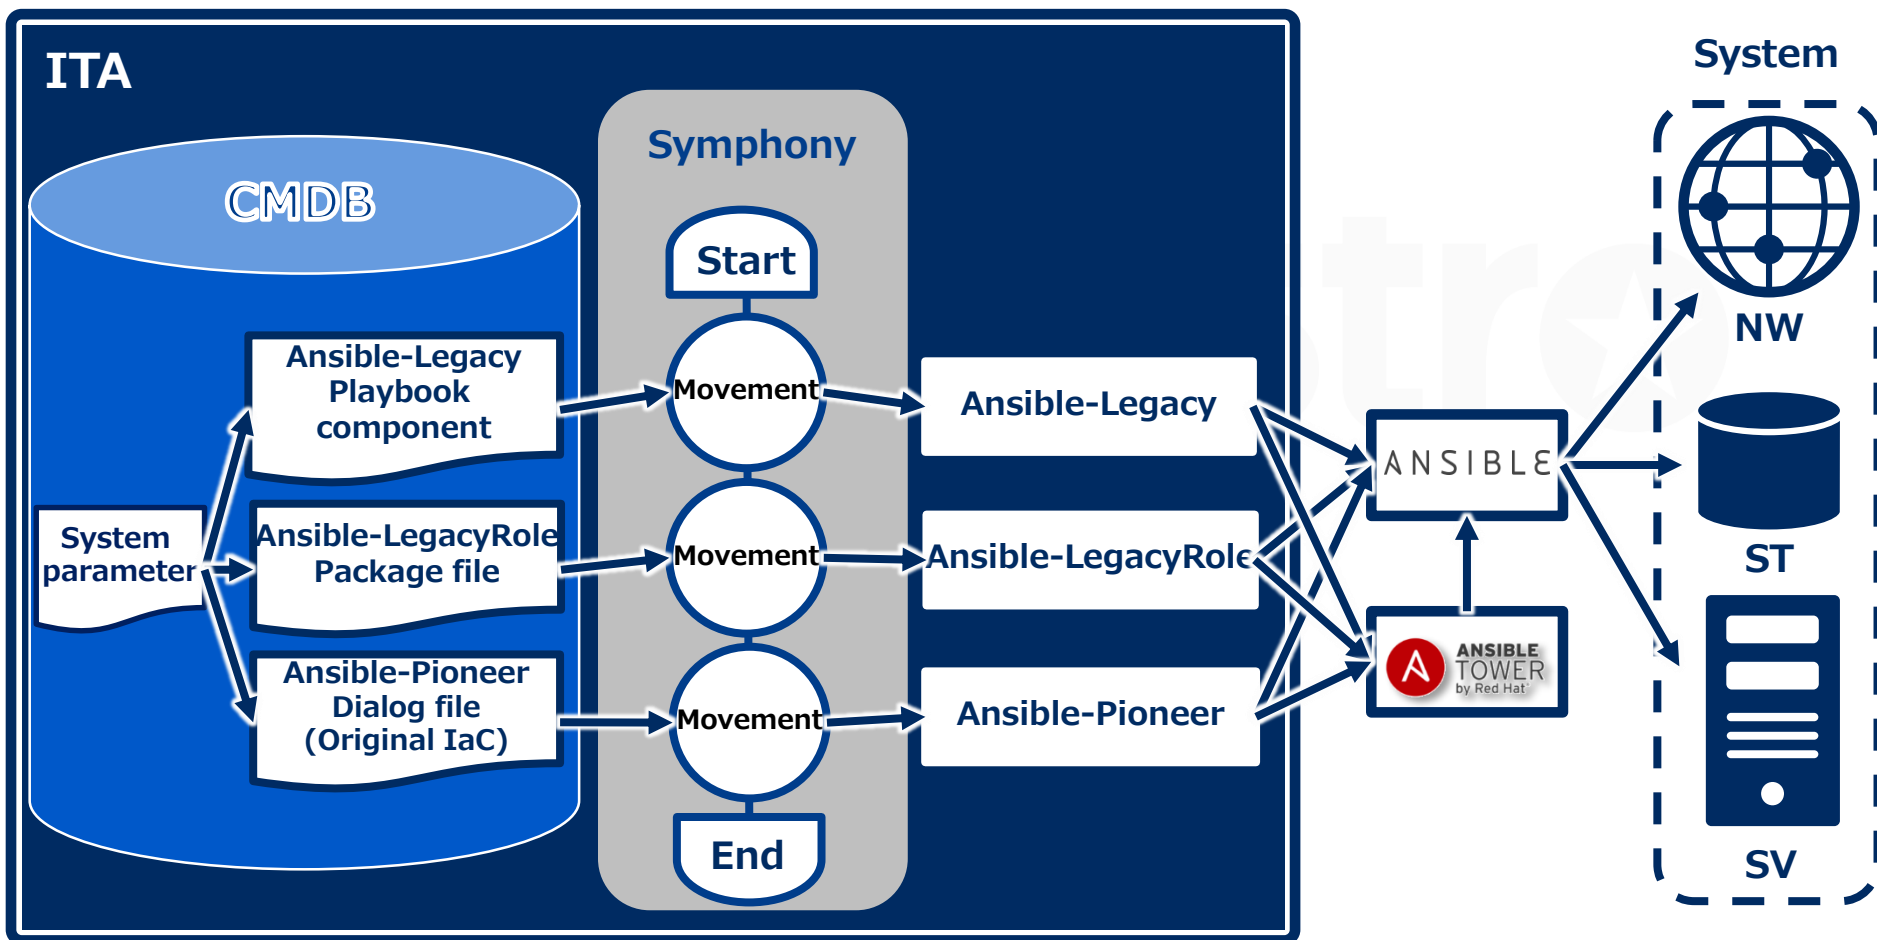 ITA
System
CMDB
Symphony
Start
Ansible-Legacy
Playbook
component
Movement
Ansible-Legacy
NW
ANSIBLE
System
parameter
Ansible-LegacyRole
Package file
Movement
Ansible-LegacyRole
ST
Ansible-Pioneer
Dialog file
(Original IaC)
Movement
Ansible-Pioneer
A
ANSIBLE
TOWER
by Red Hat
End
SV